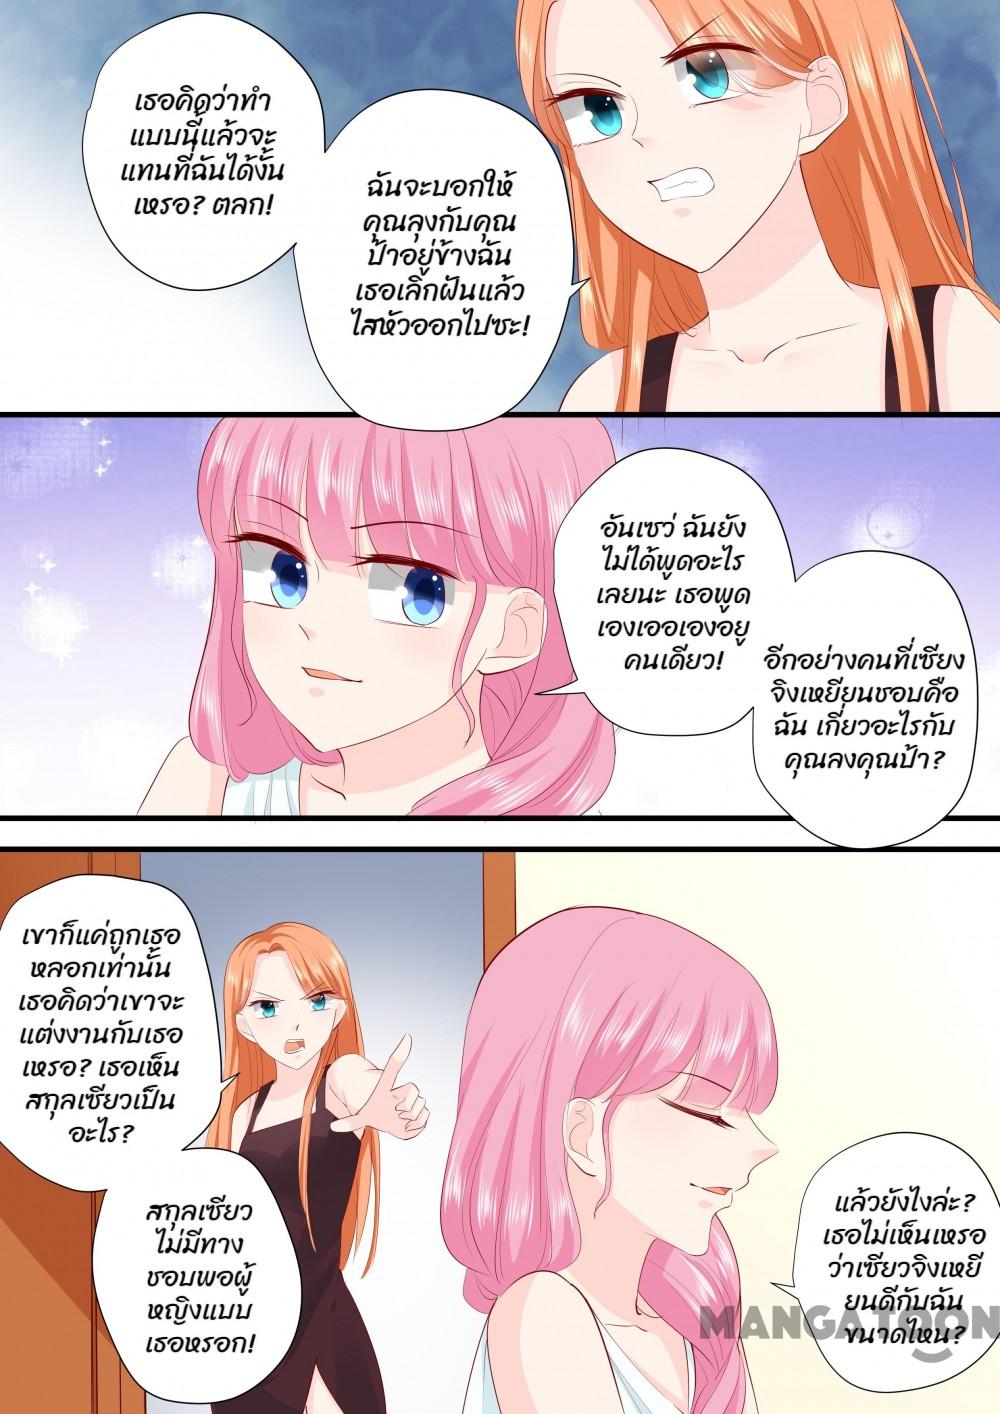 เธอคิดว่าทำ
แบบนี้แล้วจะ
แทนที่ฉันได้งั้น
เหรอ? ตลก!
ฉันจะบอกให้
คุณลุงกับคุณ
ป้าอยู่ข้างฉัน
เธอเลิกฝันแล้ว
ไสหัวออกไปซะ!
อันเซว่ ฉันยัง
ไม่ได้พูดอะไร
เลยนะ เธอพูด
เองเออเองอยู
คนเดียว!
อีกอย่างคนที่เซียง
จิงเหยียนชอบคือ
ฉัน เกี่ยวอะไรกับ
คุณลงคุณป้า?
เขาก็แค่ถูกเธอ
หลอกเท่านั้น
เธอคิดว่าเขาจะ
แต่งงานกับเธอ
เหรอ? เธอเห็น
สกุลเซียวเป็น
อะไร?
สกุลเซียว
ไม่มีทาง
ชอบพอผู้
หญิงแบบ
เธอหรอก!
แล้วยังไงล่ะ?
เธอไม่เห็นเหรอ
ว่าเซียวจิงเหยี
ยนดีกับฉัน
ขนาดไหน?
MANGATOON